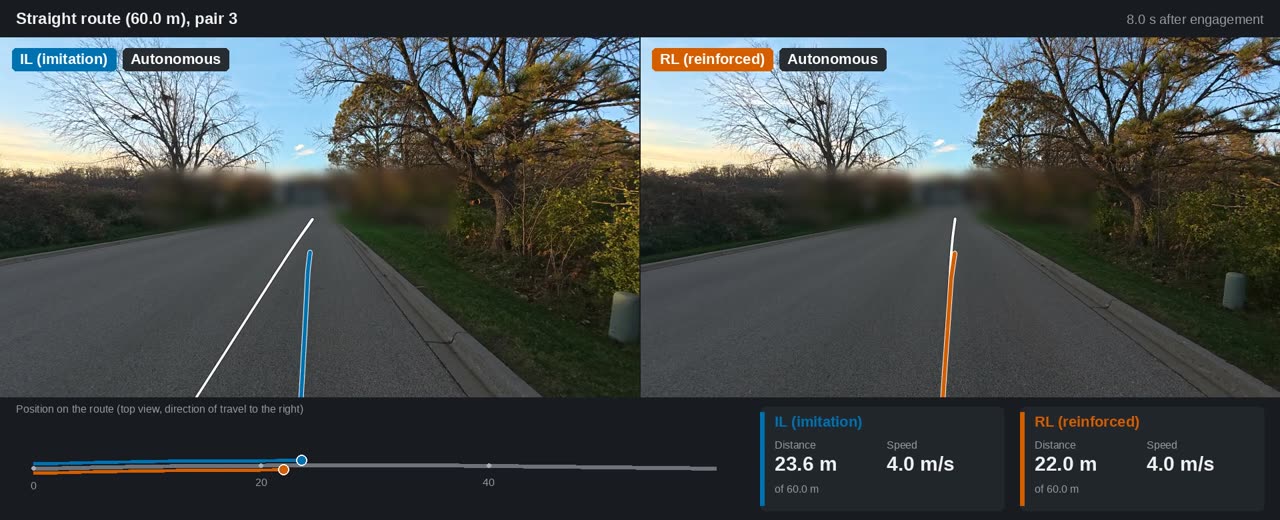 Straight route (60.0 m), pair 3
8.0 s after engagement
IL (imitation) Autonomous
RL (reinforced) Autonomous
Position on the route (top view, direction of travel to the right)
0 20 40
IL (imitation)
Distance Speed
23.6 m 4.0 m/s
of 60.0 m
RL (reinforced)
Distance Speed
22.0 m 4.0 m/s
of 60.0 m